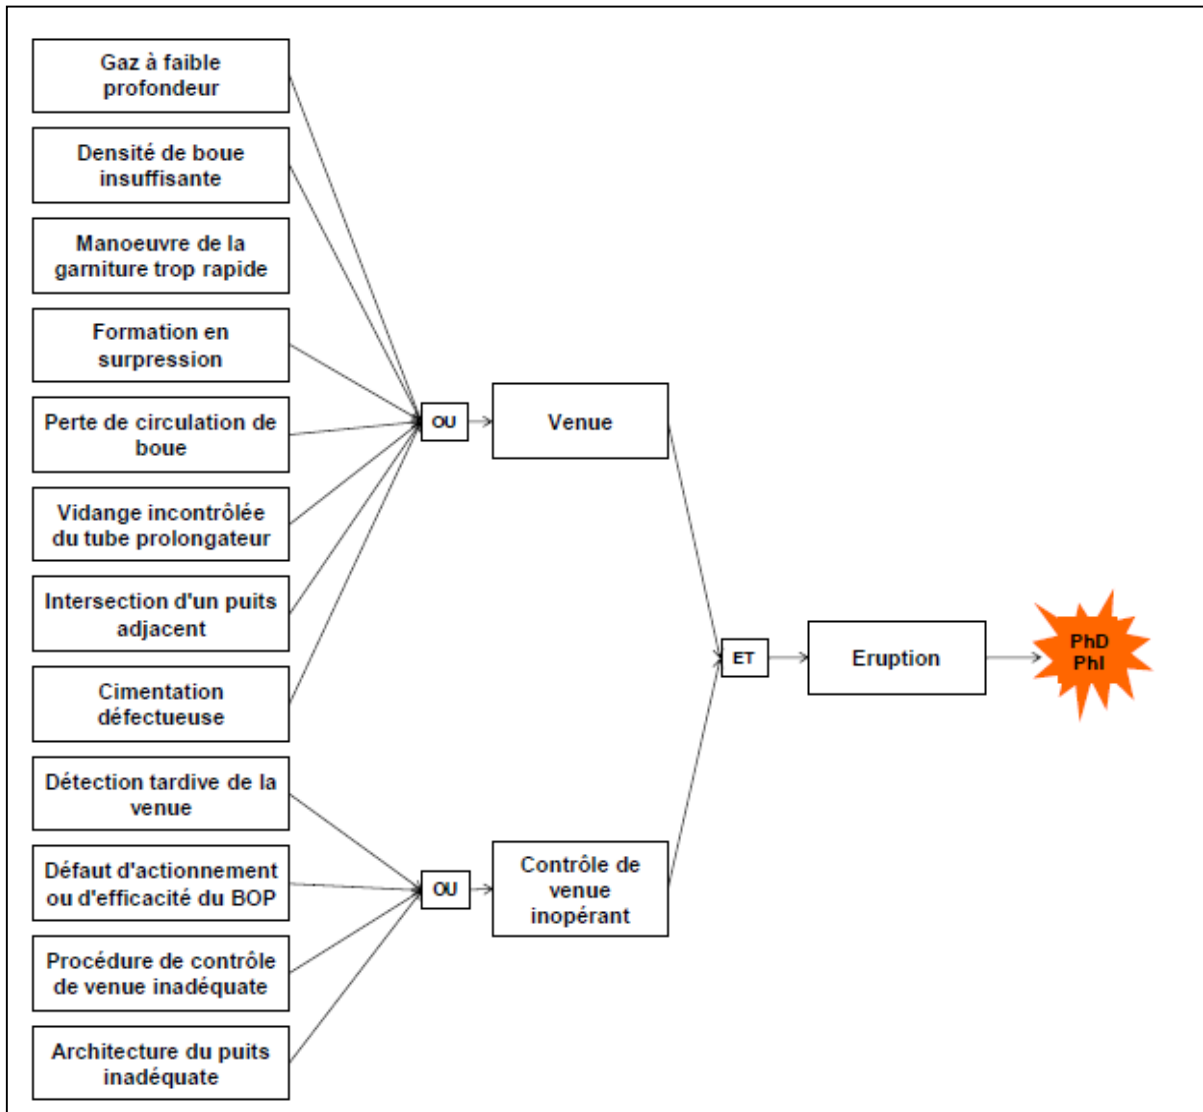 Gaz à faible
profondeur
Densité de boue
insuffisante
Manoeuvre de la
garniture trop rapide
Formation en
surpression
Perte de circulation de
boue
Vidange incontrôlée
du tube prolongateur
Intersection d'un puits
adjacent
Cimentation
défectueuse
Détection tardive de la
venue
Défaut d'actionnement
ou d'efficacité du BOP
Procédure de contrôle
de venue inadéquate
Architecture du puits
inadéquate
OU
Venue
OU
Contrôle de
venue
inopérant
ET
Eruption
PhD
PhI